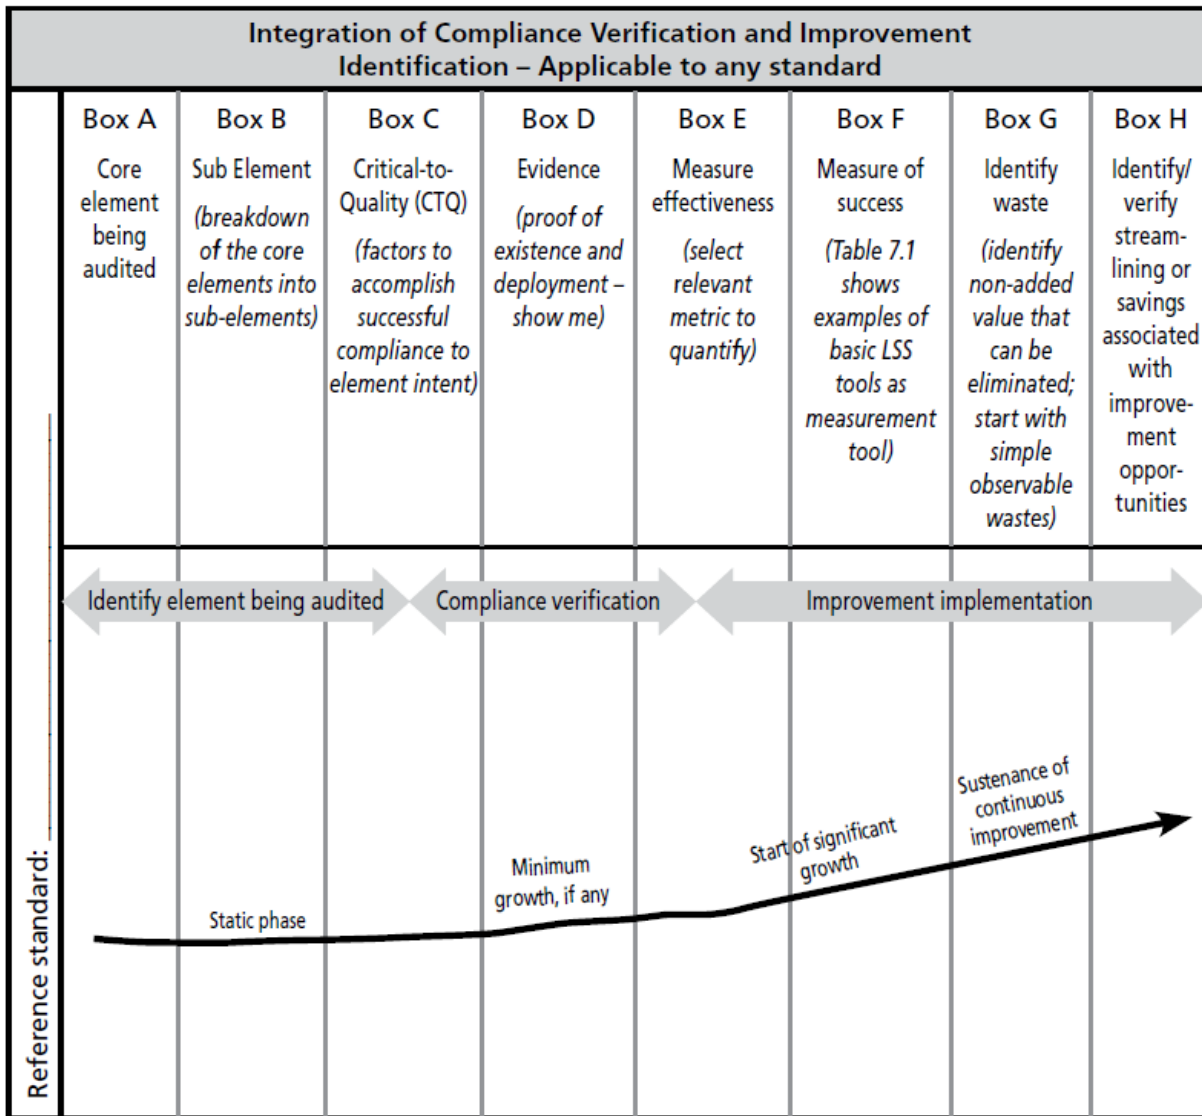 Integration of Compliance Verification and Improvement
Identification – Applicable to any standard
Reference standard:
Box A
Core
element
being
audited
Box B
Sub Element
(breakdown
of the core
elements into
sub-elements)
Box C
Critical-to-
Quality (CTQ)
(factors to
accomplish
successful
compliance to
element intent)
Box D
Evidence
(proof of
existence and
deployment –
show me)
Box E
Measure
effectiveness
(select
relevant
metric to
quantify)
Box F
Measure of
success
(Table 7.1
shows
examples of
basic LSS
tools as
measurement
tool)
Box G
Identify
waste
(identify
non-added
value that
can be
eliminated;
start with
simple
observable
wastes)
Box H
Identify/
verify
stream-
lining or
savings
associated
with
improve-
ment
oppor-
tunities
Identify element being audited
Compliance verification
Improvement implementation
Static phase
Minimum
growth, if any
Start of significant
growth
Sustenance of
continuous
improvement